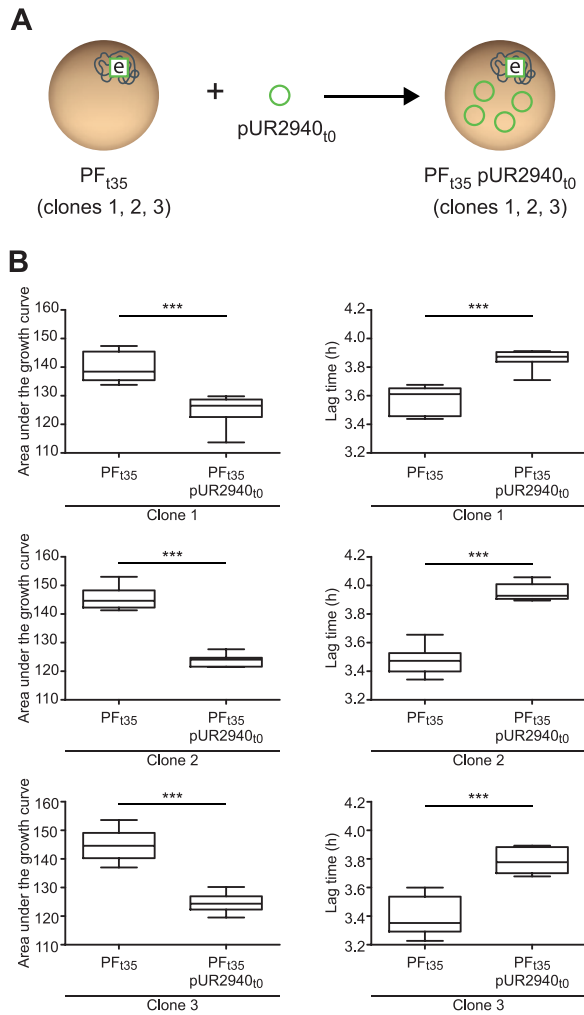 A
e
+
pUR2940t0
e
PFt35
(clones 1, 2, 3)
PFt35 pUR2940t0
(clones 1, 2, 3)
B
Area under the growth curve
160
150
140
130
120
110
***
PFt35
PFt35
pUR2940t0
Clone 1
Lag time (h)
4.2
4.0
3.8
3.6
3.4
3.2
***
PFt35
PFt35
pUR2940t0
Clone 1
Area under the growth curve
160
150
140
130
120
110
***
PFt35
PFt35
pUR2940t0
Clone 2
Lag time (h)
4.2
4.0
3.8
3.6
3.4
3.2
***
PFt35
PFt35
pUR2940t0
Clone 2
Area under the growth curve
160
150
140
130
120
110
***
PFt35
PFt35
pUR2940t0
Clone 3
Lag time (h)
4.2
4.0
3.8
3.6
3.4
3.2
***
PFt35
PFt35
pUR2940t0
Clone 3